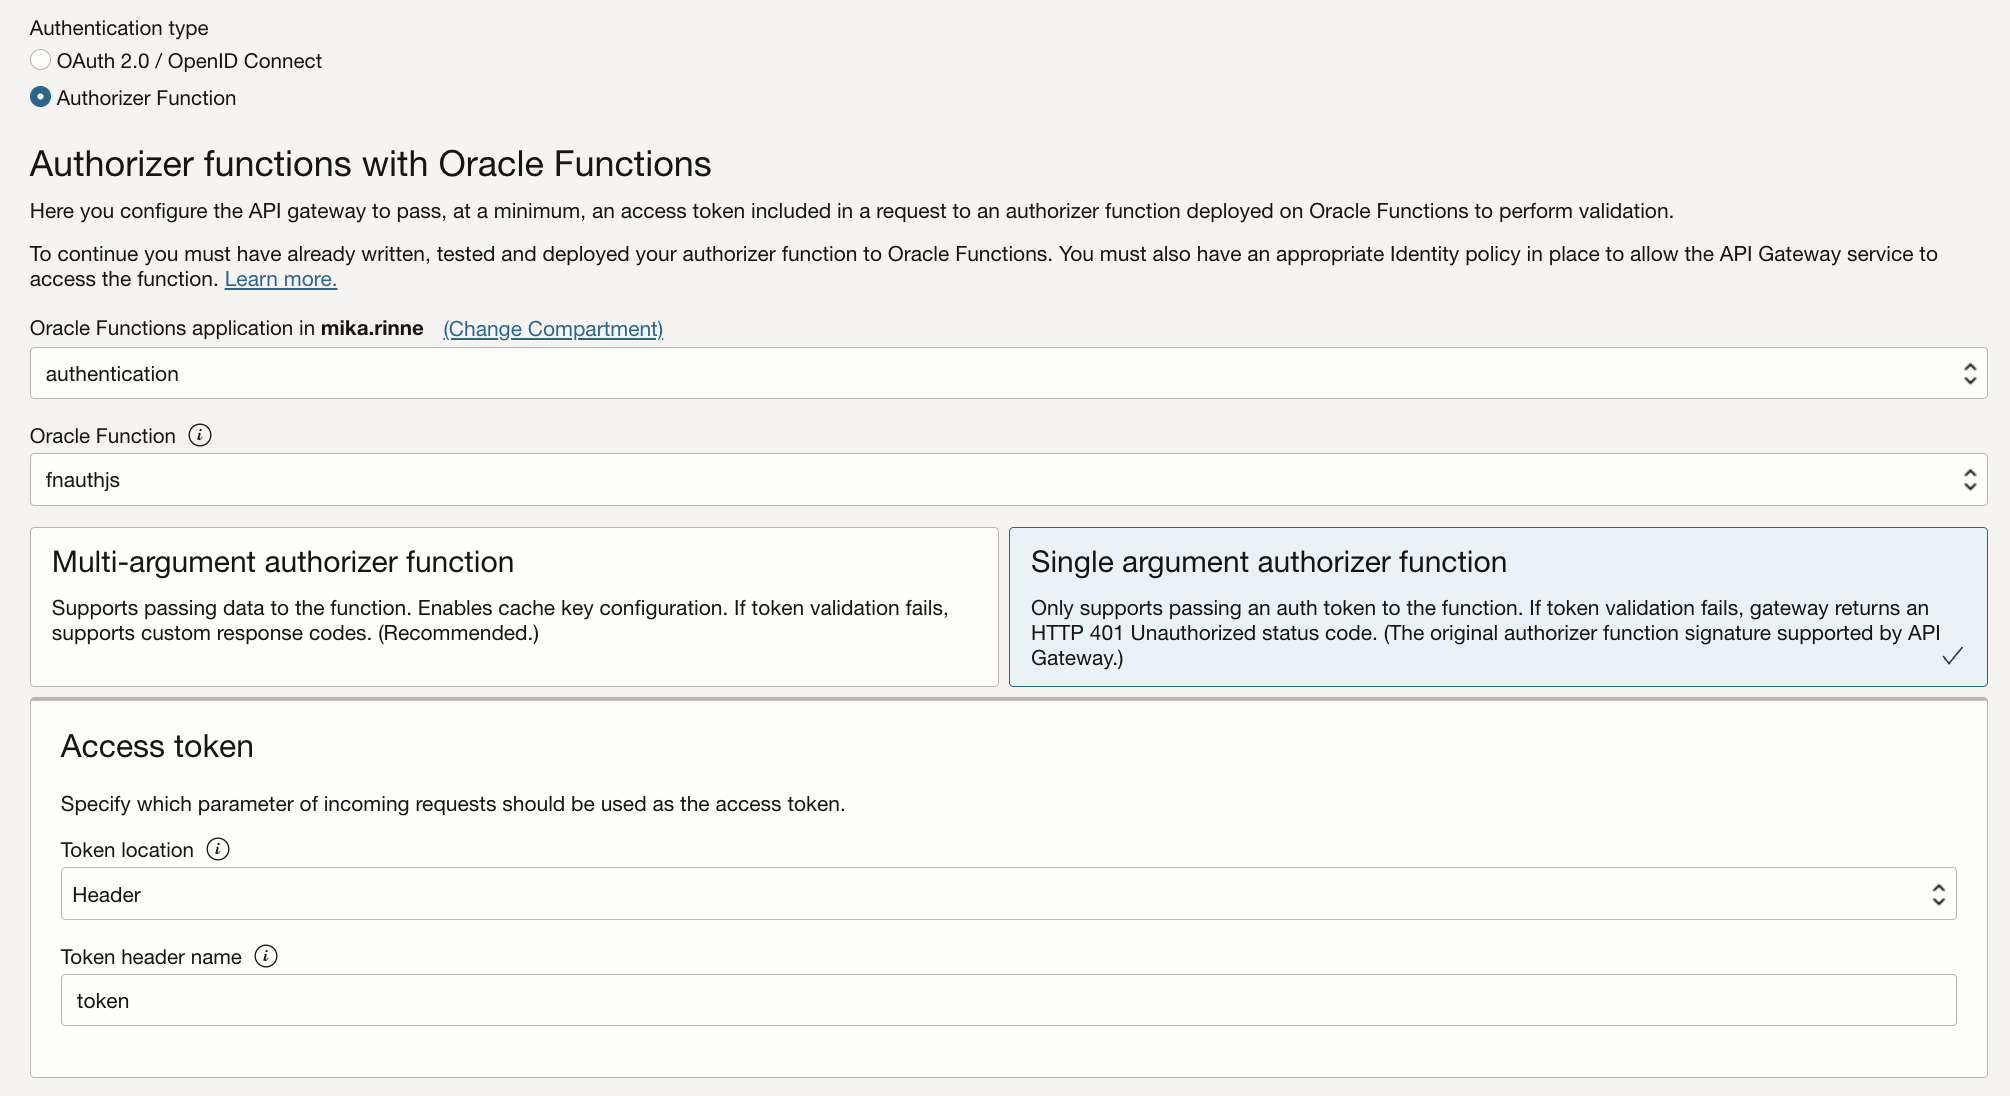 Authentication type
OAuth 2.0 / OpenID Connect
Authorizer Function
Authorizer functions with Oracle Functions
Here you configure the API gateway to pass, at a minimum, an access token included in a request to an authorizer function deployed on Oracle Functions to perform validation.
To continue you must have already written, tested and deployed your authorizer function to Oracle Functions. You must also have an appropriate Identity policy in place to allow the API Gateway service to
access the function. Learn more.
Oracle Functions application in mika.rinne (Change Compartment)
authentication
Oracle Function
fnauthjs
Multi-argument authorizer function
Supports passing data to the function. Enables cache key configuration. If token validation fails,
supports custom response codes. (Recommended.)
Single argument authorizer function
Only supports passing an auth token to the function. If token validation fails, gateway returns an
HTTP 401 Unauthorized status code. (The original authorizer function signature supported by API
Gateway.)
Access token
Specify which parameter of incoming requests should be used as the access token.
Token location
Header
Token header name
token